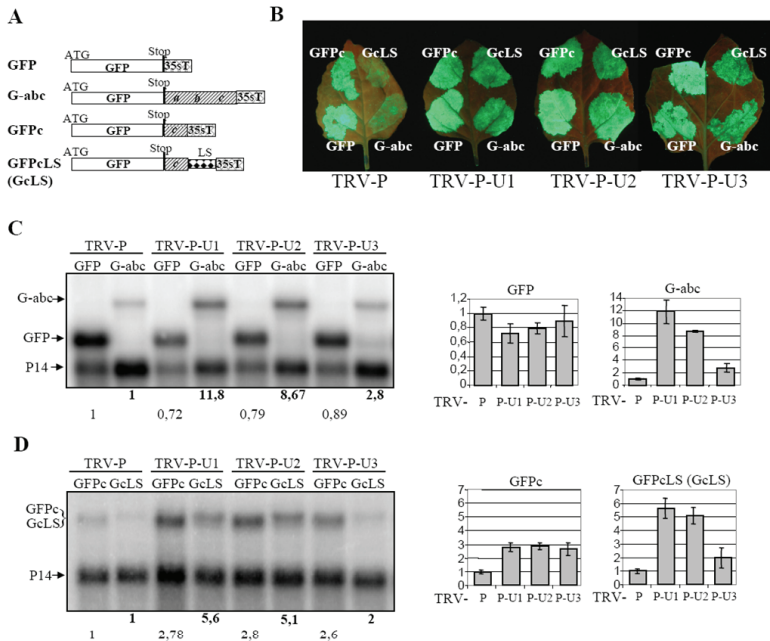 A
ATG Stop
GFP GFP 35sT
ATG Stop
G-abc GFP a b c 35sT
ATG Stop
GFPc GFP c 35sT
ATG Stop LS
GFPcLS GFP c 35sT
(GcLS)
B
GFPc GcLS GFPc GcLS GFPc GcLS GFPc GcLS
GFP G-abc GFP G-abc GFP G-abc GFP G-abc
TRV-P TRV-P-U1 TRV-P-U2 TRV-P-U3
C
TRV-P TRV-P-U1 TRV-P-U2 TRV-P-U3
GFP G-abc GFP G-abc GFP G-abc GFP G-abc
G-abc
GFP
P14
1 11,8 8,67 2,8
1 0,72 0,79 0,89
GFP
1,2
1
0,8
0,6
0,4
0,2
0
TRV- P P-U1 P-U2 P-U3
G-abc
14
12
10
8
6
4
2
0
TRV- P P-U1 P-U2 P-U3
D
TRV-P TRV-P-U1 TRV-P-U2 TRV-P-U3
GFPc GcLS GFPc GcLS GFPc GcLS GFPc GcLS
GFPc
GcLS
P14
1 5,6 5,1 2
1 2,78 2,8 2,6
GFPc
7
6
5
4
3
2
1
0
TRV- P P-U1 P-U2 P-U3
GFPcLS (GcLS)
7
6
5
4
3
2
1
0
TRV- P P-U1 P-U2 P-U3